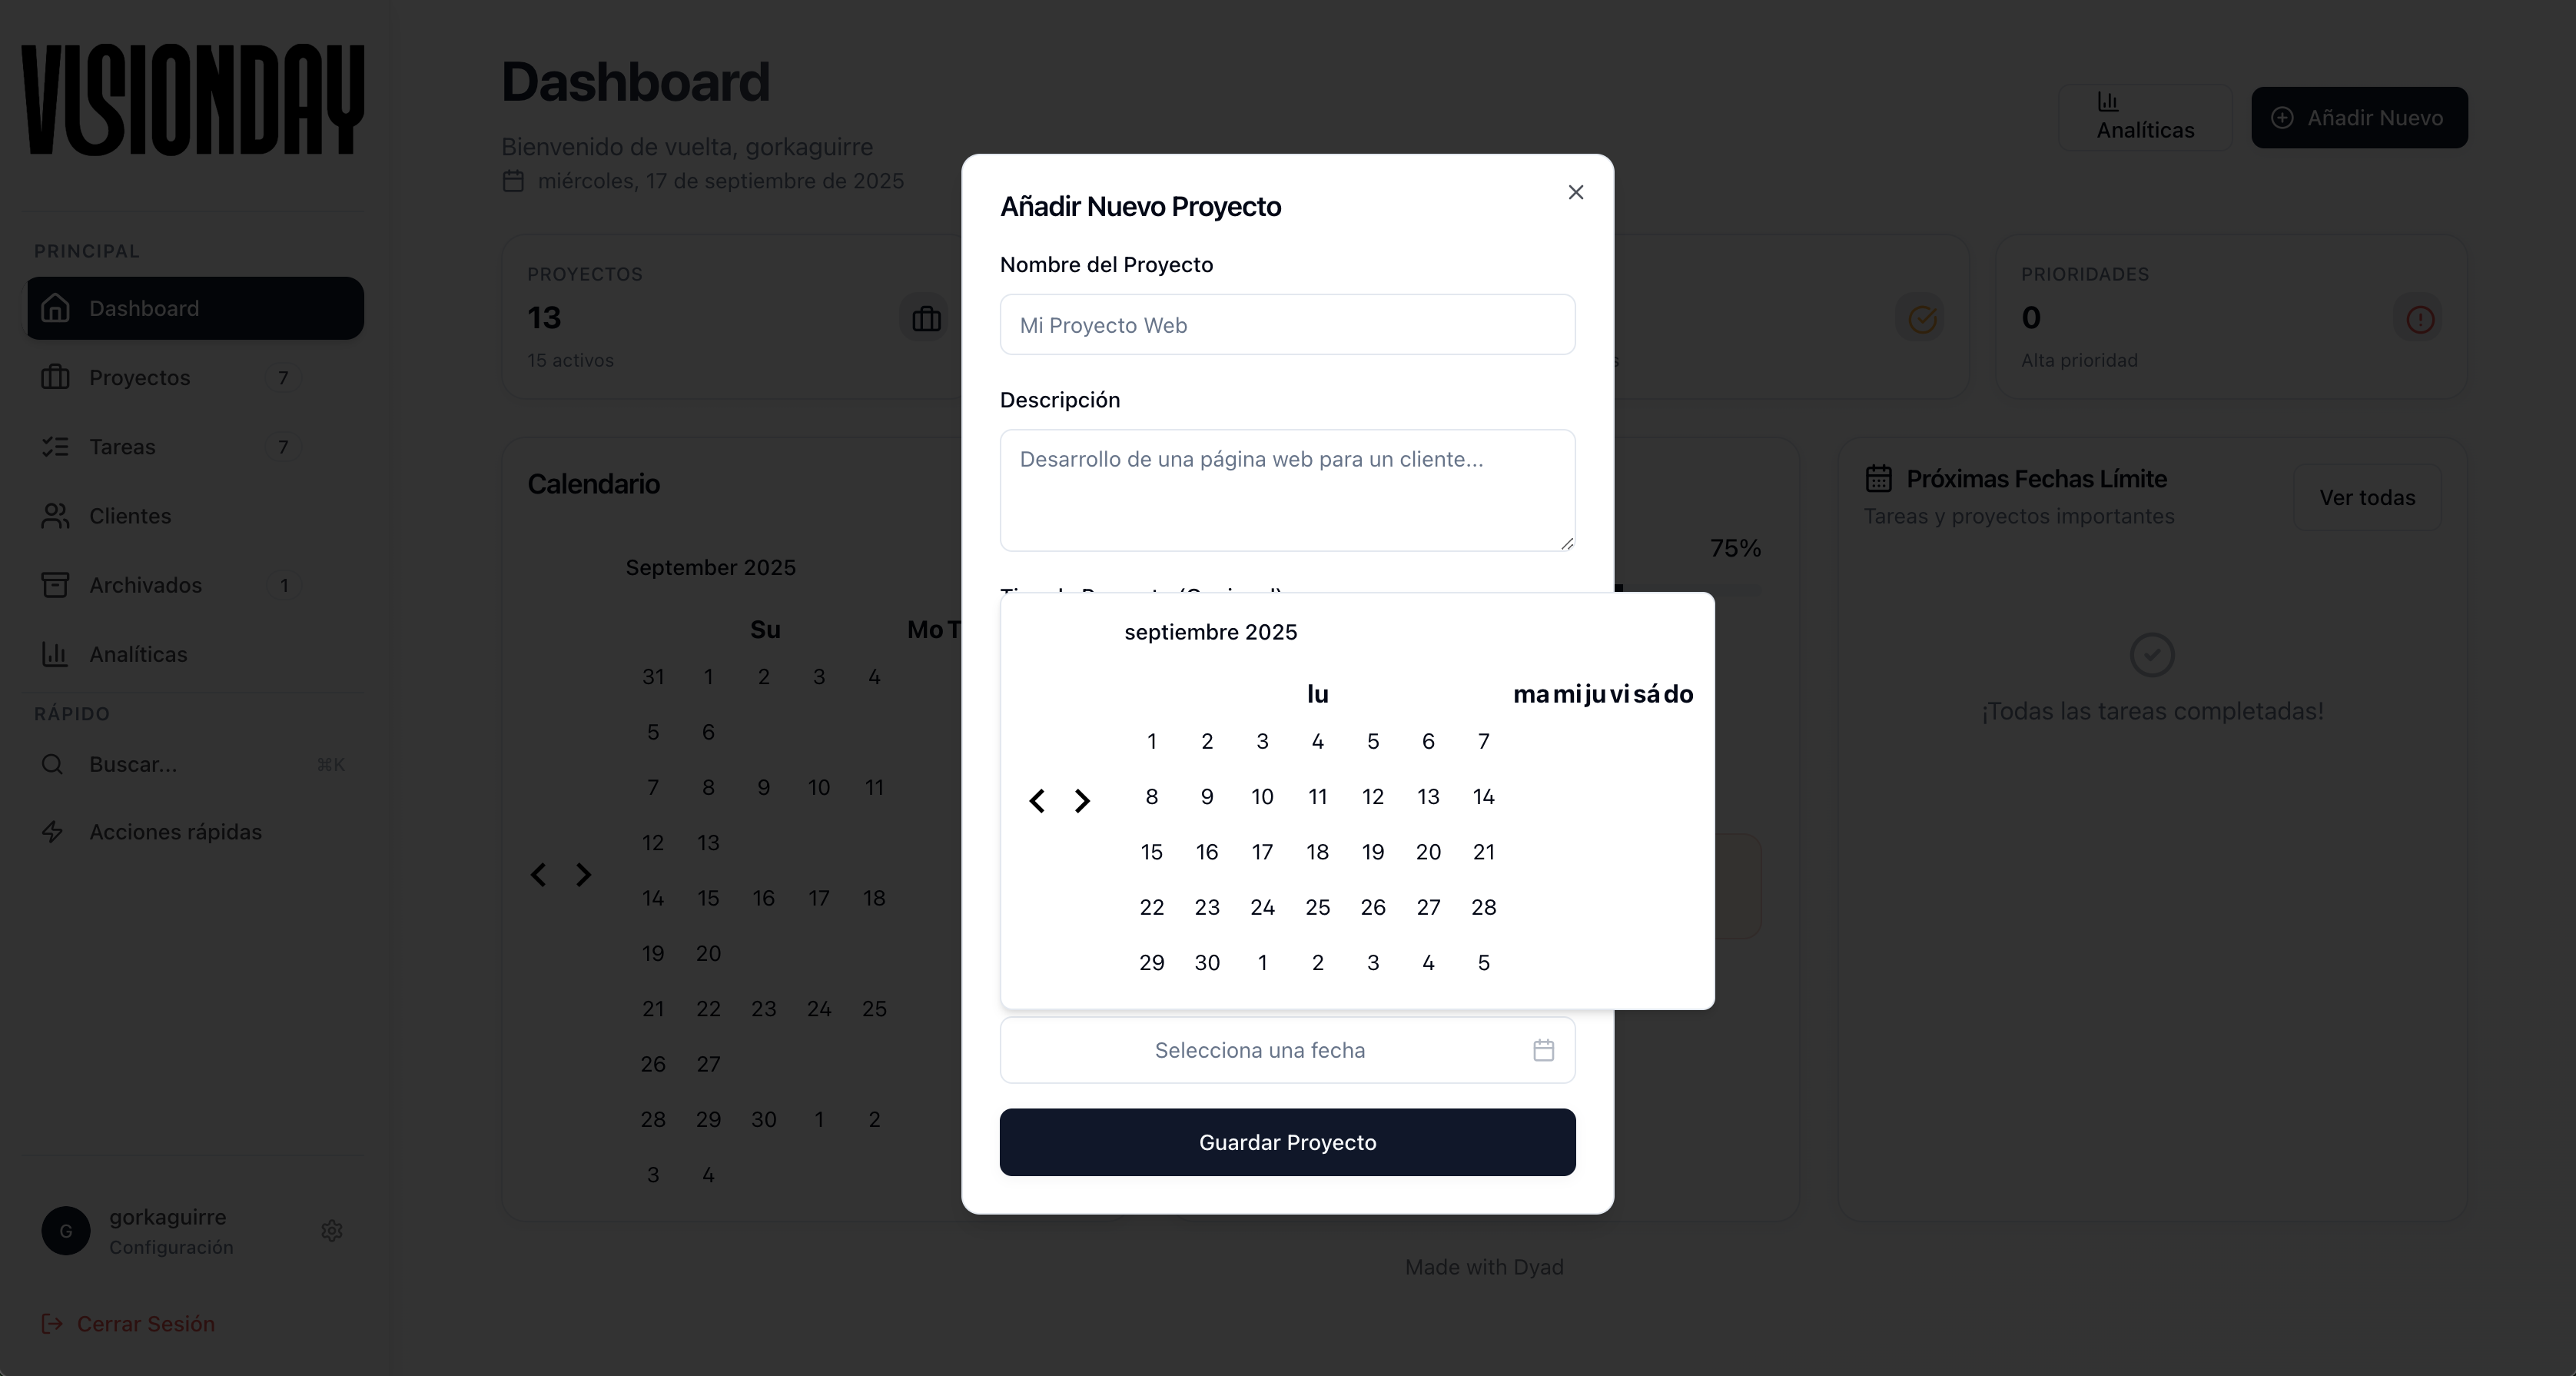 VISIONDAY
PRINCIPAL
Dashboard
Proyectos 7
Tareas 7
Clientes
Archivados 1
Analíticas
RÁPIDO
Buscar... ⌘K
Acciones rápidas
G
gorkaguirre
Configuración
Cerrar Sesión
Dashboard
Bienvenido de vuelta, gorkaguirre
miércoles, 17 de septiembre de 2025
Analíticas
Añadir Nuevo
PROYECTOS
13
15 activos
PRIORIDADES
0
Alta prioridad
Calendario
September 2025
Su Mo T
31 1 2 3 4
5 6
7 8 9 10 11
12 13
14 15 16 17 18
19 20
21 22 23 24 25
26 27
28 29 30 1 2
3 4
75%
Próximas Fechas Límite
Tareas y proyectos importantes
Ver todas
¡Todas las tareas completadas!
Made with Dyad
Añadir Nuevo Proyecto
Nombre del Proyecto
Mi Proyecto Web
Descripción
Desarrollo de una página web para un cliente...
septiembre 2025
lu ma mi ju vi sá do
1 2 3 4 5 6 7
8 9 10 11 12 13 14
15 16 17 18 19 20 21
22 23 24 25 26 27 28
29 30 1 2 3 4 5
Selecciona una fecha
Guardar Proyecto